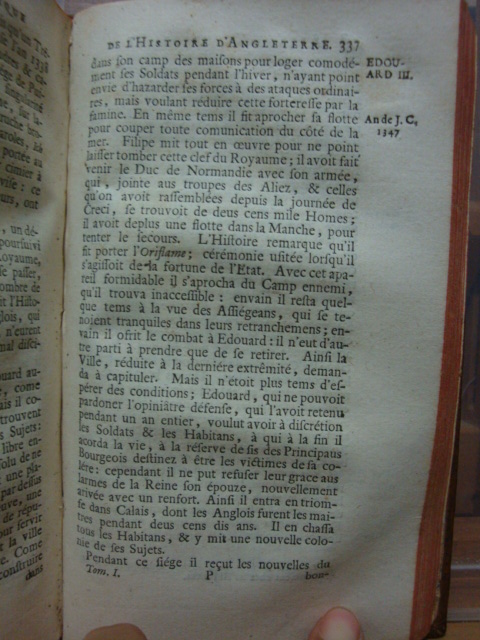 DE L'HISTOIRE D'ANGLETERRE. 337
dans son camp des maisons pour loger comodé-
ment ses Soldats pendant l'hiver, n'ayant point
envie d'hazarder ses forces à des ataques ordinai-
res, mais voulant réduire cette forteresse par la
famine. En même tems il fit aprocher sa flotte
pour couper toute comunication du côté de la
mer. Filipe mit tout en œuvre pour ne point
laisser tomber cette clef du Royaume; il avoit fait
venir le Duc de Normandie avec son armée,
qui, jointe aux troupes des Aliez, & celles
qu'on avoit rassemblées depuis la journée de
Creci, se trouvoit de deux cens mile Homes;
il avoit deplus une flotte dans la Manche, pour
tenter le secours. L'Histoire remarque qu'il
fit porter l'Oriflame; cérémonie usitée lorsqu'il
s'agissoit de la fortune de l'Etat. Avec cet apa-
reil formidable il s'aprocha du Camp ennemi,
qu'il trouva inaccessible: envain il resta quel-
que tems à la vue des Assiégeans, qui se te-
noient tranquiles dans leurs retranchemens; en-
vain il ofrit le combat à Edouard: il n'eut d'au-
tre parti à prendre que de se retirer. Ainsi la
Ville, réduite à la derniére extrêmité, deman-
da à capituler. Mais il n'étoit plus tems d'es-
pérer des conditions; Edouard, qui ne pouvoit
pardonner l'opiniâtre défense, qui l'avoit retenu
pendant un an entier, voulut avoir à discrétion
les Soldats & les Habitans, à qui à la fin il
acorda la vie, à la réserve de sis des Principaus
Bourgeois destinez à être les victimes de sa co-
lére: cependant il ne put refuser leur grace aus
larmes de la Reine son épouze, nouvellement
arivée avec un renfort. Ainsi il entra en triom-
fe dans Calais, dont les Anglois furent les mai-
tres pendant deus cens dis ans. Il en chassa
tous les Habitans, & y mit une nouvelle colo-
nie de ses Sujets.
Pendant ce siége il reçut les nouvelles du
Tom. I. P bon-
EDOU-
ARD III.
An de J. C.
1347